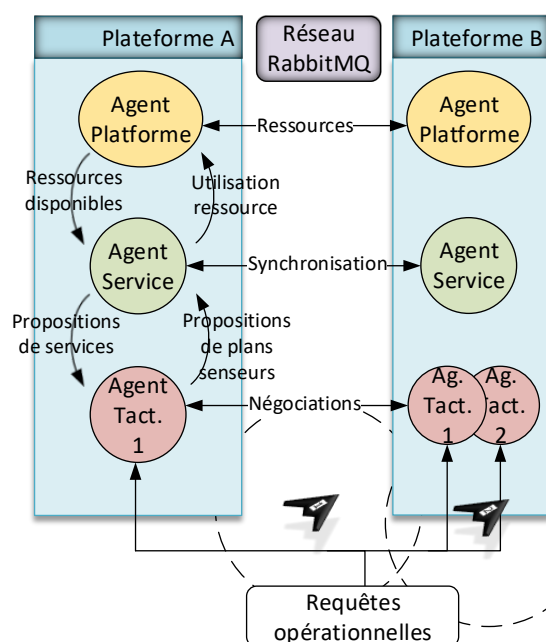 Plateforme A
Réseau
RabbitMQ
Plateforme B
Agent
Platforme
Ressources
Agent
Platforme
Ressources
disponibles
Utilisation
ressource
Agent
Service
Synchronisation
Agent
Service
Propositions
de services
Propositions
de plans
senseurs
Agent
Tact.
1
Négociations
Ag.
Tact.
1
Ag.
Tact.
2
Requêtes
opérationnelles